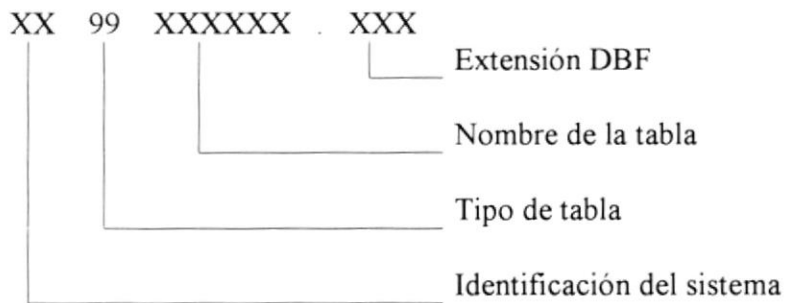 XX 99 XXXXXX . XXX
Extensión DBF
Nombre de la tabla
Tipo de tabla
Identificación del sistema